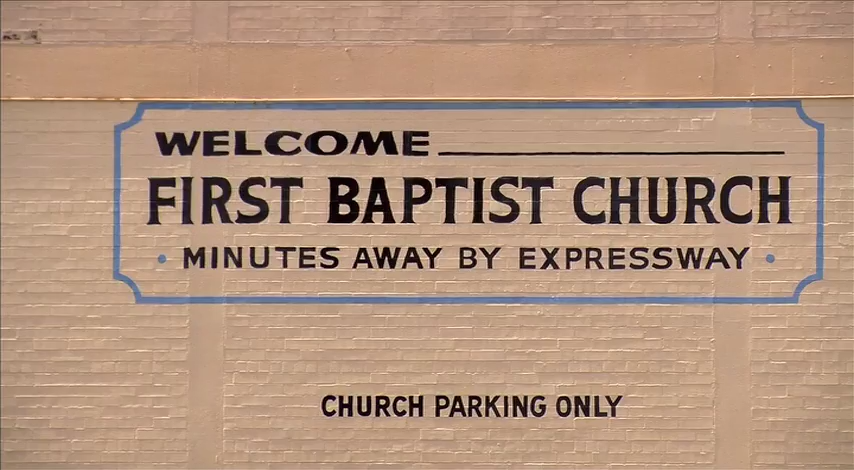 WELCOME
FIRST BAPTIST CHURCH
• MINUTES AWAY BY EXPRESSWAY •
CHURCH PARKING ONLY